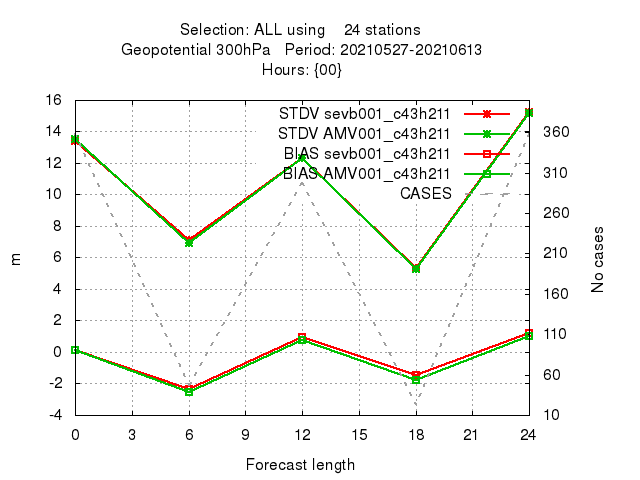 Selection: ALL using    24 stations
Geopotential 300hPa   Period: 20210527-20210613
Hours: {00}
STDV sevb001_c43h211
STDV AMV001_c43h211
BIAS sevb001_c43h211
BIAS AMV001_c43h211
CASES
16
14
12
10
8
6
4
2
0
-2
-4
m
360
310
260
210
160
110
60
10
No cases
0 3 6 9 12 15 18 21 24
Forecast length